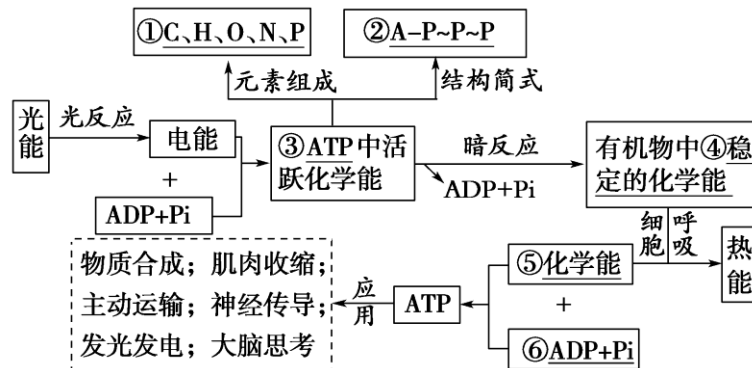 ①C、H、O、N、P
②A-P~P~P
元素组成
结构简式
光能
光反应
电能
+
ADP+Pi
③ATP中活
跃化学能
暗反应
ADP+Pi
有机物中④稳
定的化学能
细胞
呼吸
热能
⑤化学能
+
⑥ADP+Pi
ATP
应用
物质合成；肌肉收缩；
主动运输；神经传导；
发光发电；大脑思考